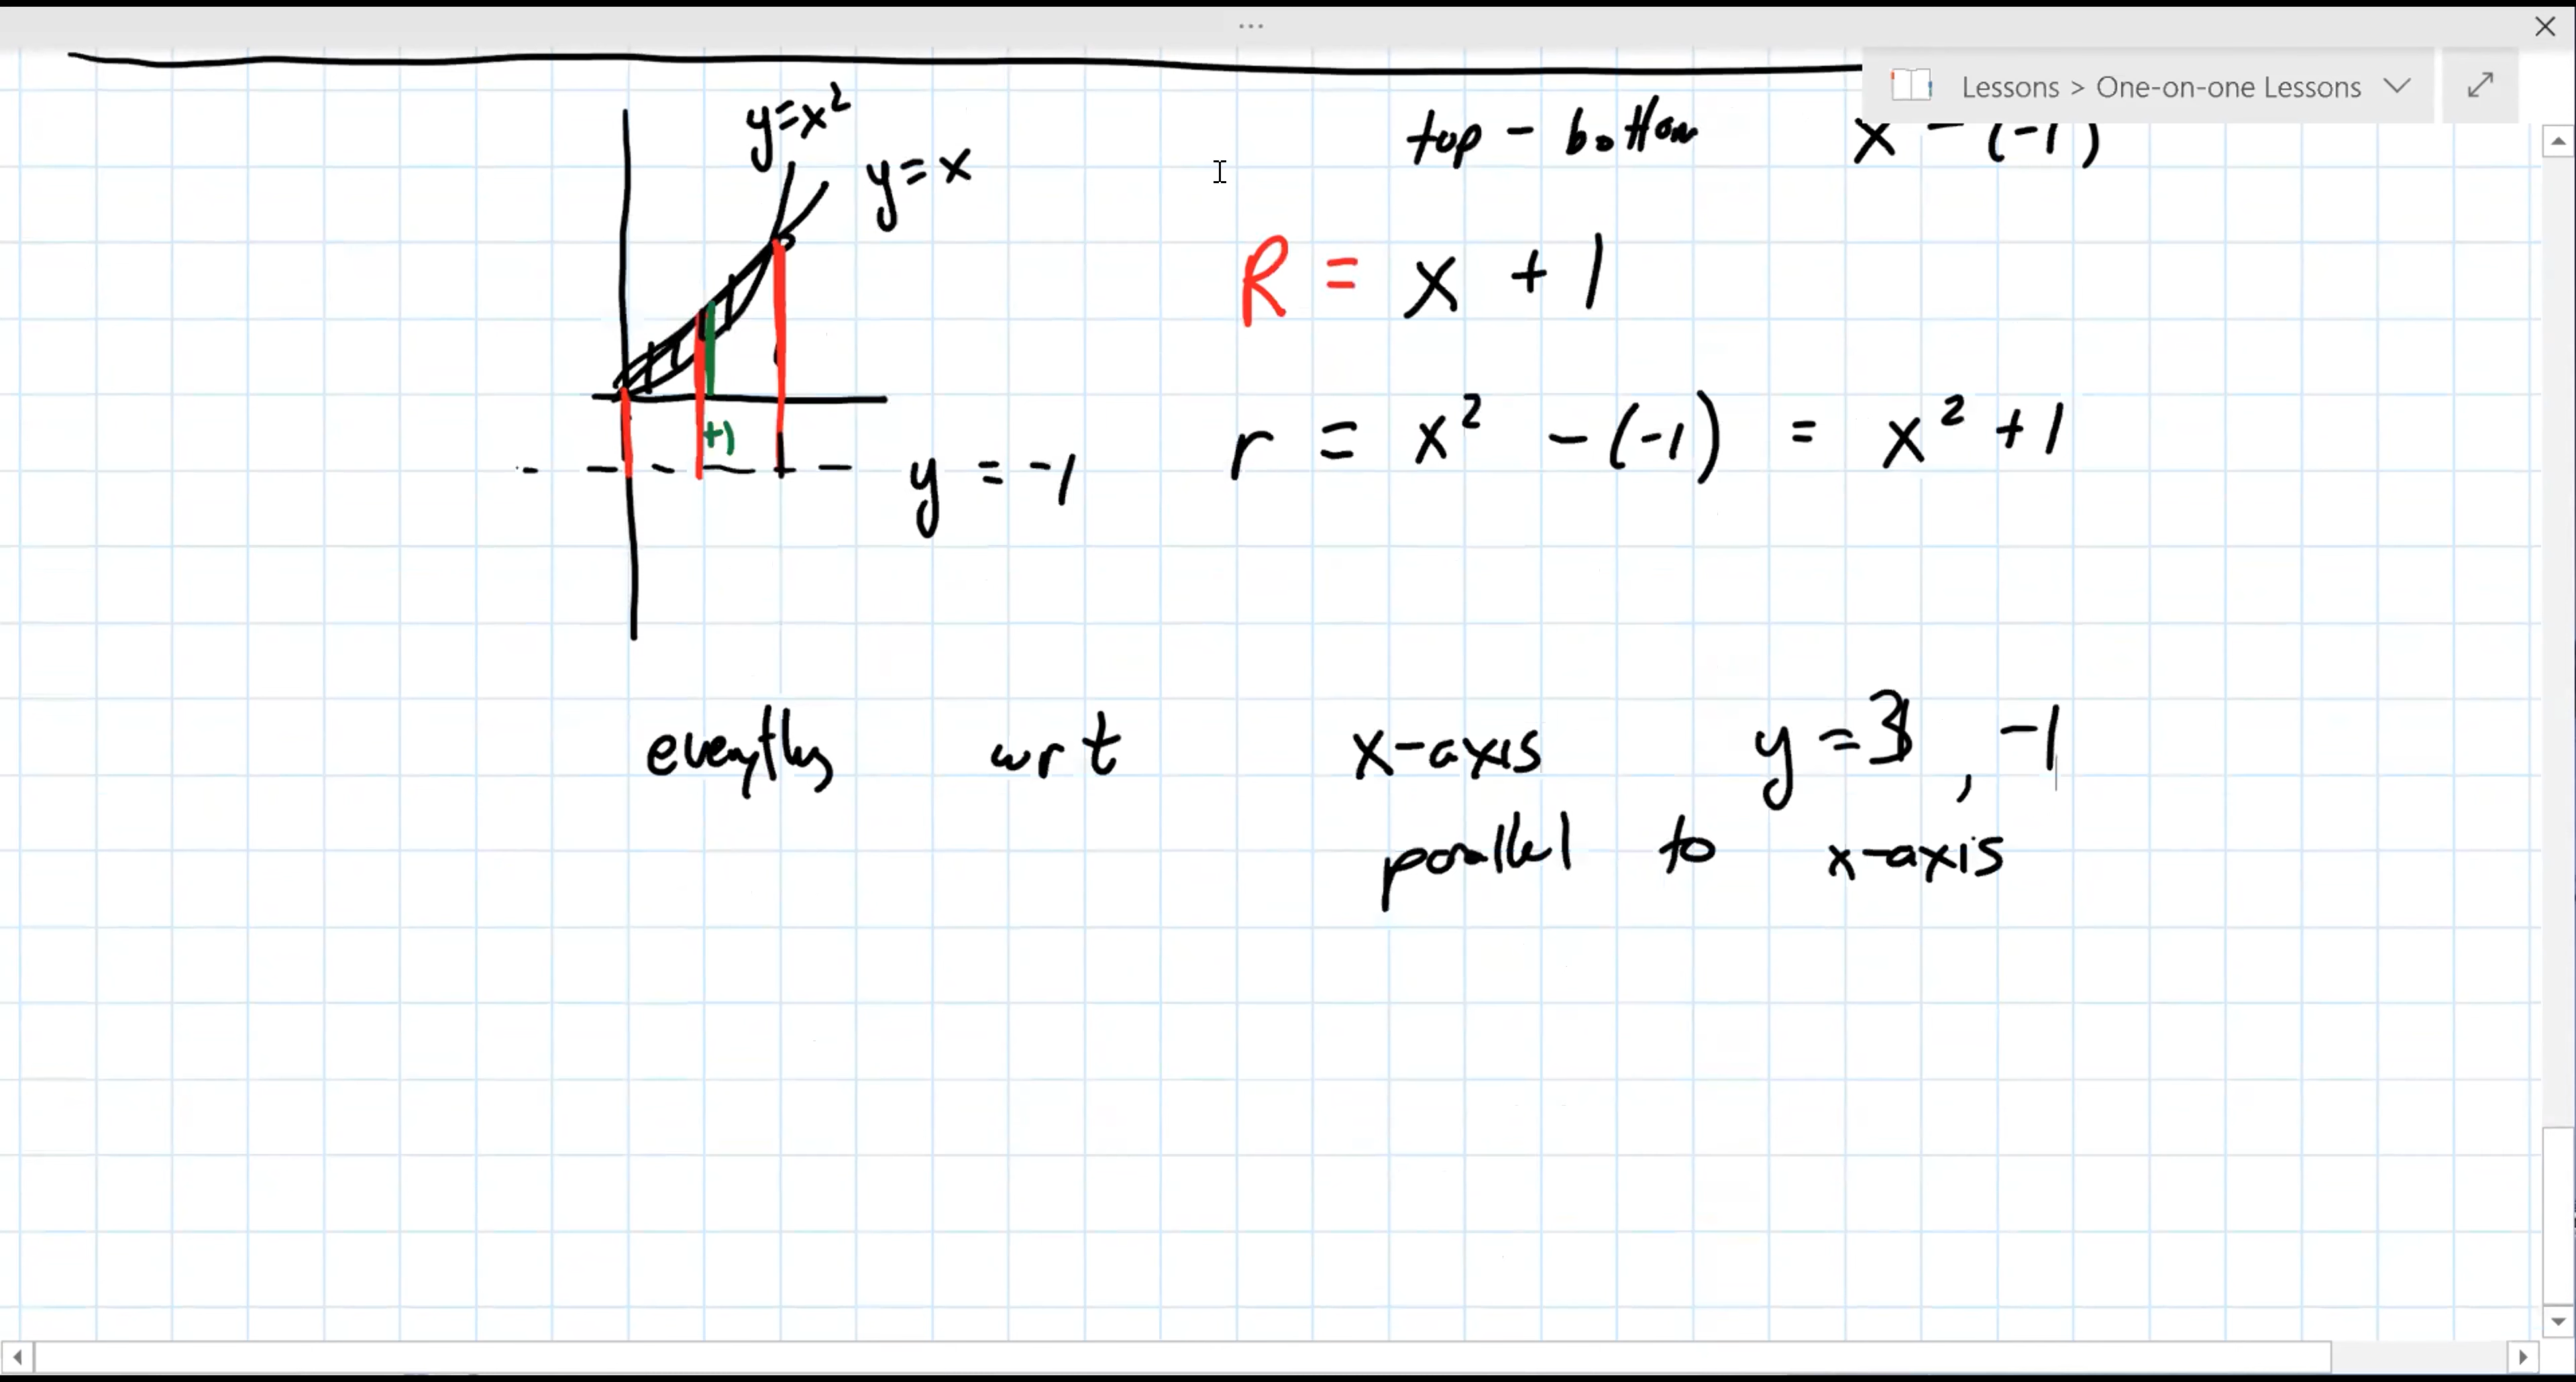 ...
Lessons > One-on-one Lessons
y=x²
y=x
top - bottom x - (-1)
R = x + 1
+1
y = -1
r = x² - (-1) = x² + 1
wrt x-axis y = 3, -1
parallel to x-axis